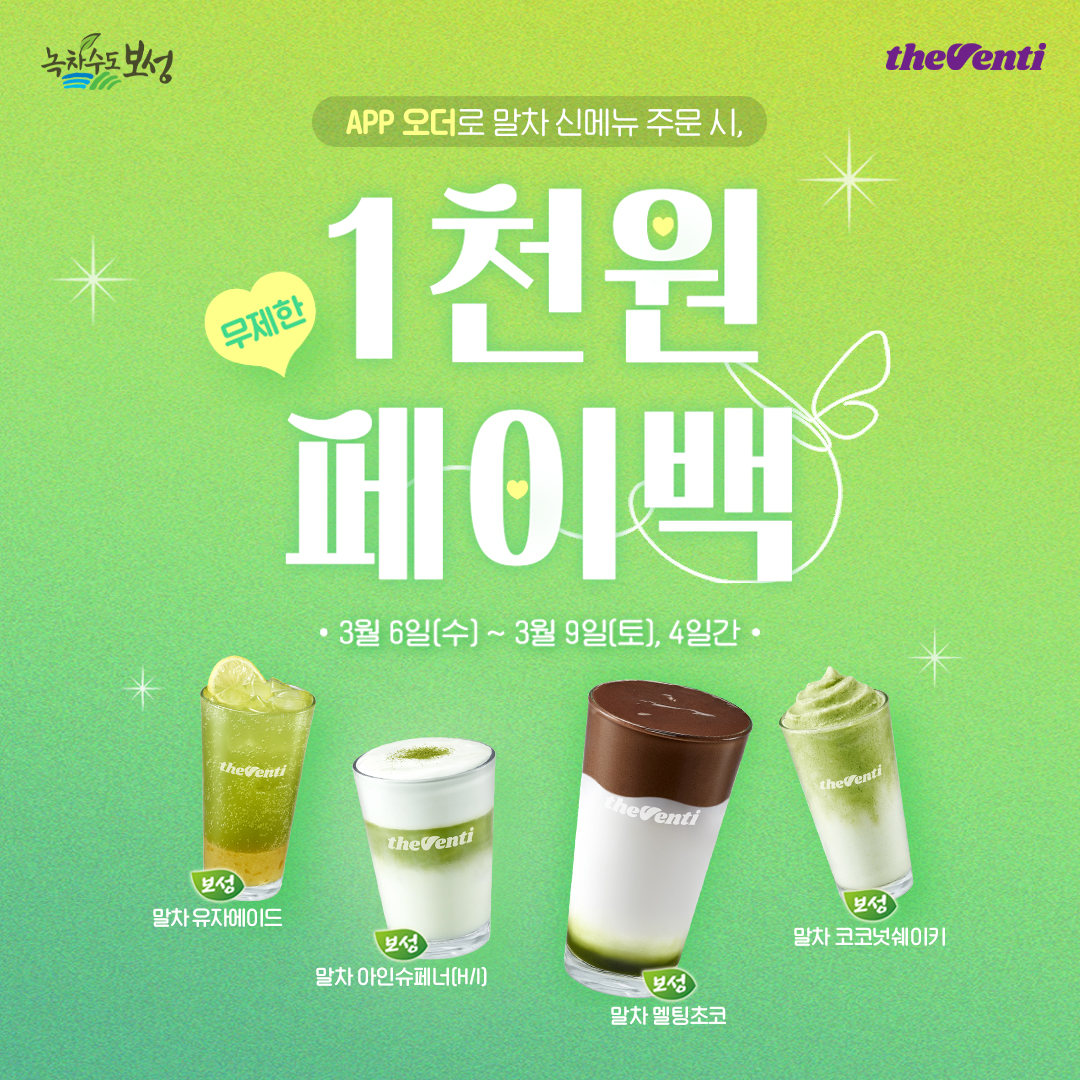 녹차수도 보성
theVenti
APP 오더로 말차 신메뉴 주문 시,
1천원
무제한
페이백
• 3월 6일(수) ~ 3월 9일(토), 4일간 •
theVenti
보성
말차 유자에이드
theVenti
보성
말차 아인슈페너(H/I)
theVenti
보성
말차 멜팅초코
theVenti
보성
말차 코코넛쉐이키